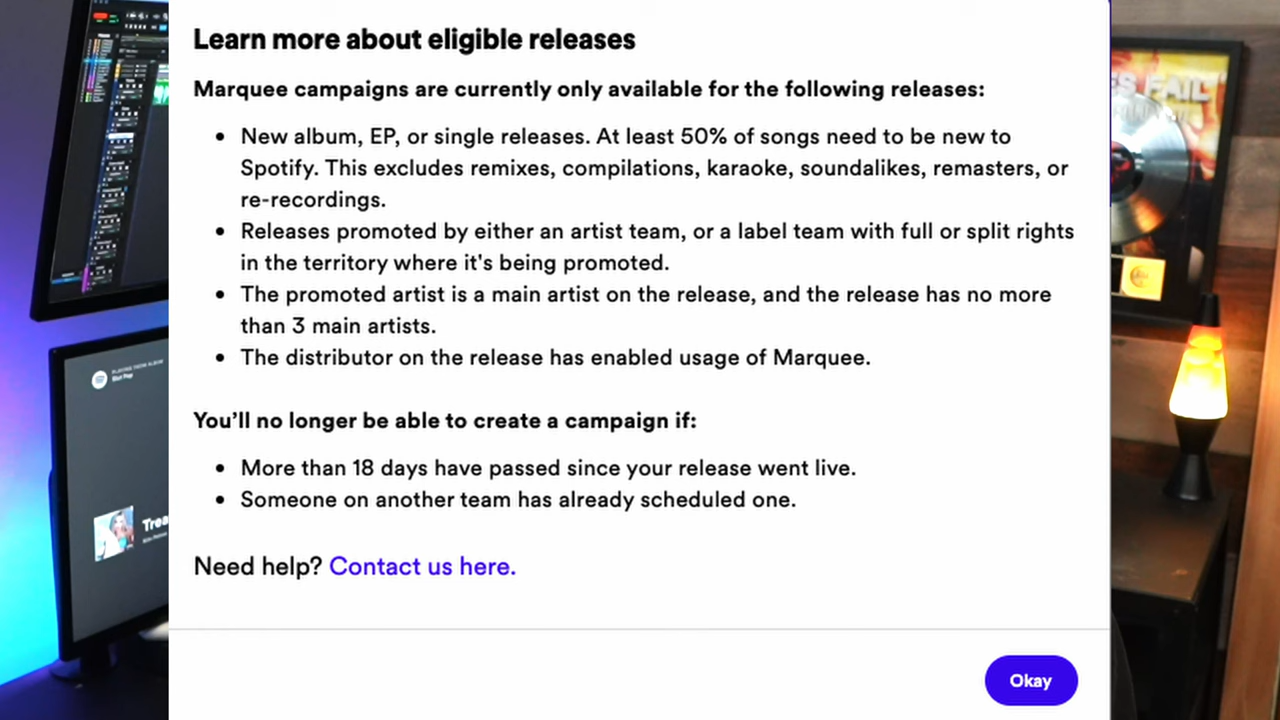 Learn more about eligible releases
Marquee campaigns are currently only available for the following releases:
• New album, EP, or single releases. At least 50% of songs need to be new to
Spotify. This excludes remixes, compilations, karaoke, soundalikes, remasters, or
re-recordings.
• Releases promoted by either an artist team, or a label team with full or split rights
in the territory where it's being promoted.
• The promoted artist is a main artist on the release, and the release has no more
than 3 main artists.
• The distributor on the release has enabled usage of Marquee.
You’ll no longer be able to create a campaign if:
• More than 18 days have passed since your release went live.
• Someone on another team has already scheduled one.
Need help? Contact us here.
Okay
PLAYING FROM ALBUM
Trea
FAIL